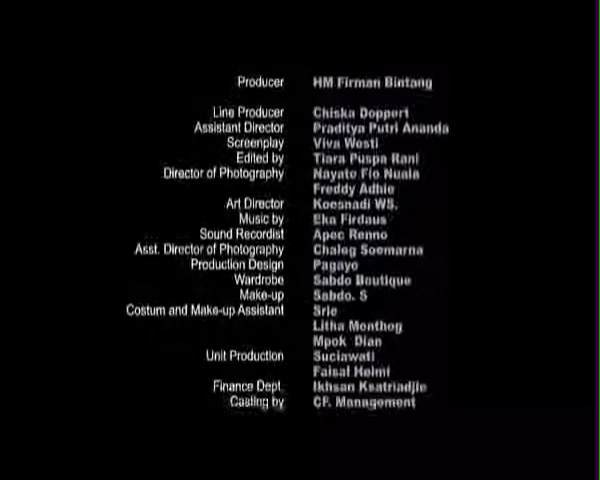 Producer HM Firman Bintang
Line Producer Chiska Doppert
Assistant Director Praditya Putri Ananda
Screenplay Viva Westi
Edited by Tiara Puspa Rani
Director of Photography Nayato Fio Nuala
Freddy Adhie
Art Director Koesnadi WS.
Music by Eka Firdaus
Sound Recordist Apec Renno
Asst. Director of Photography Chaleg Soemarna
Production Design Pagayo
Wardrobe Sabdo Boutique
Make-up Sabdo. S
Costum and Make-up Assistant Srie
Litha Monthog
Mpok Dian
Unit Production Suciawati
Faisal Helmi
Finance Dept. Ikhsan Ksatriadjie
Casting by CP. Management